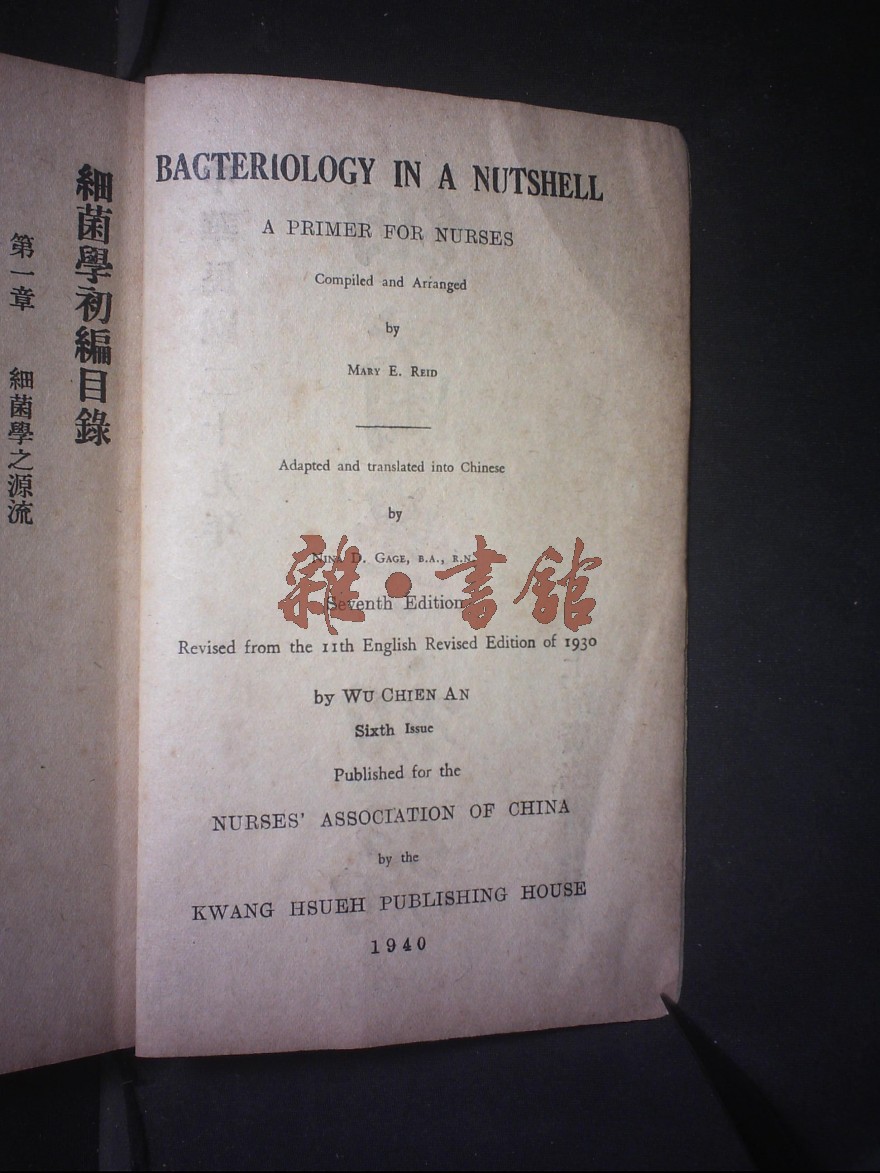 BACTERIOLOGY IN A NUTSHELL
A PRIMER FOR NURSES
Compiled and Arranged
by
MARY E. REID
Adapted and translated into Chinese
by
NINA D. GAGE, B.A., R.N.
Seventh Edition
Revised from the 11th English Revised Edition of 1930
by WU CHIEN AN
Sixth Issue
Published for the
NURSES' ASSOCIATION OF CHINA
by the
KWANG HSUEH PUBLISHING HOUSE
1940
細菌學初編目錄
第一章 細菌學之源流
雜·書館